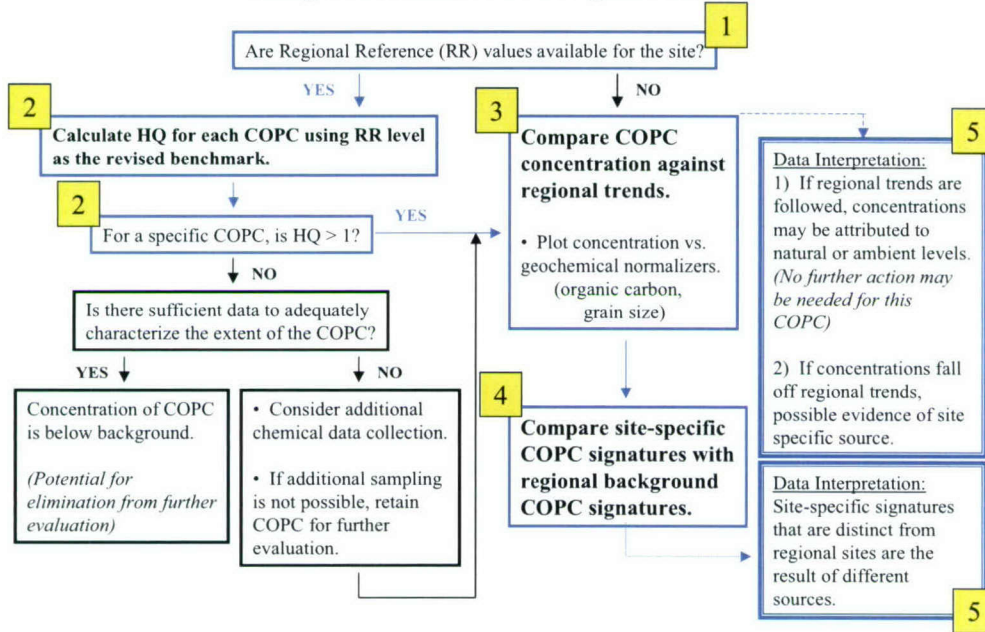 1
Are Regional Reference (RR) values available for the site?
YES
NO
2
Calculate HQ for each COPC using RR level
as the revised benchmark.
2
For a specific COPC, is HQ > 1?
YES
NO
Is there sufficient data to adequately
characterize the extent of the COPC?
YES
NO
Concentration of COPC
is below background.
(Potential for
elimination from further
evaluation)
• Consider additional
chemical data collection.
• If additional sampling
is not possible, retain
COPC for further
evaluation.
3
Compare COPC
concentration against
regional trends.
• Plot concentration vs.
geochemical normalizers.
(organic carbon,
grain size)
4
Compare site-specific
COPC signatures with
regional background
COPC signatures.
5
Data Interpretation:
1) If regional trends are
followed, concentrations
may be attributed to
natural or ambient levels.
(No further action may
be needed for this
COPC)
2) If concentrations fall
off regional trends,
possible evidence of site
specific source.
Data Interpretation:
Site-specific signatures
that are distinct from
regional sites are the
result of different
sources.
5